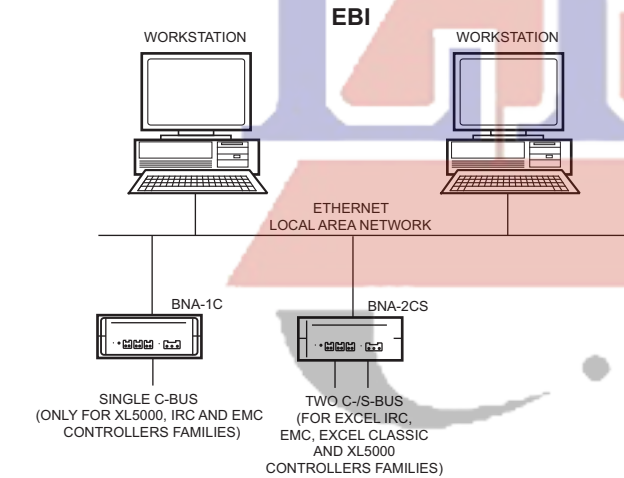 EBI
WORKSTATION
WORKSTATION
ETHERNET
LOCAL AREA NETWORK
BNA-1C
BNA-2CS
SINGLE C-BUS
(ONLY FOR XL5000, IRC AND EMC
CONTROLLERS FAMILIES)
TWO C-/S-BUS
(FOR EXCEL IRC,
EMC, EXCEL CLASSIC
AND XL5000
CONTROLLERS FAMILIES)